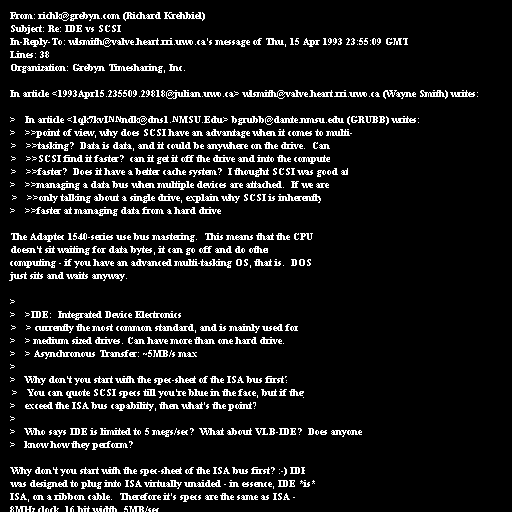 From: richk@grebyn.com (Richard Krehbiel)
Subject: Re: IDE vs SCSI
In-Reply-To: wlsmith@valve.heart.rri.uwo.ca's message of Thu, 15 Apr 1993 23:55:09 GMT
Lines: 38
Organization: Grebyn Timesharing, Inc.

In article <1993Apr15.235509.29818@julian.uwo.ca> wlsmith@valve.heart.rri.uwo.ca (Wayne Smith) writes:

> In article <1qk7kvINNndk@dns1.NMSU.Edu> bgrubb@dante.nmsu.edu (GRUBB) writes:
> >>point of view, why does SCSI have an advantage when it comes to multi-
> >>tasking? Data is data, and it could be anywhere on the drive. Can
> >>SCSI find it faster? can it get it off the drive and into the compute
> >>faster? Does it have a better cache system? I thought SCSI was good at
> >>managing a data bus when multiple devices are attached. If we are
> >>only talking about a single drive, explain why SCSI is inherently
> >>faster at managing data from a hard drive

The Adaptec 1540-series use bus mastering. This means that the CPU
doesn't sit waiting for data bytes, it can go off and do othe
computing - if you have an advanced multi-tasking OS, that is. DOS
just sits and waits anyway.

>
> >IDE: Integrated Device Electronics
> > currently the most common standard, and is mainly used for
> > medium sized drives. Can have more than one hard drive.
> > Asynchronous Transfer: ~5MB/s max
>
> Why don't you start with the spec-sheet of the ISA bus first?
> You can quote SCSI specs till you're blue in the face, but if they
> exceed the ISA bus capability, then what's the point?
>
> Who says IDE is limited to 5 megs/sec? What about VLB-IDE? Does anyone
> know how they perform?

Why don't you start with the spec-sheet of the ISA bus first? :-) IDE
was designed to plug into ISA virtually unaided - in essence, IDE *is*
ISA, on a ribbon cable. Therefore it's specs are the same as ISA -
8MHz clock, 16 bit width, 5MB/sec.